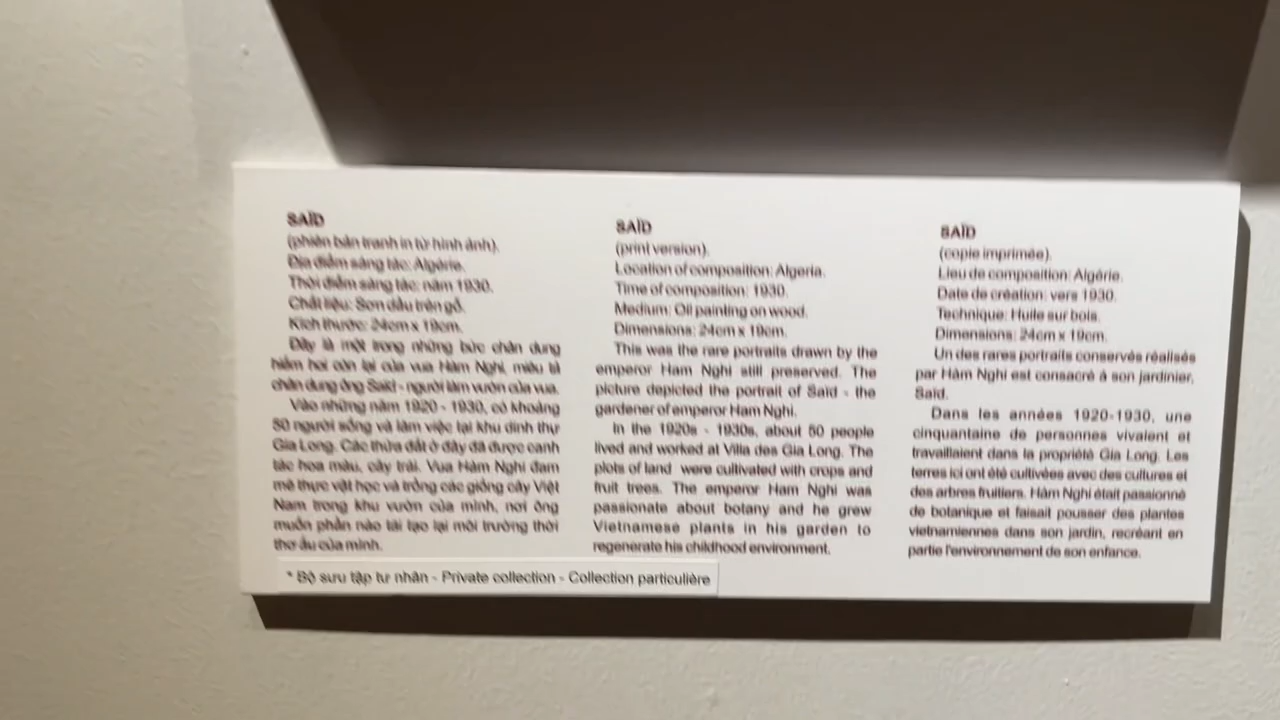 SAÏD
(phiên bản tranh in từ hình ảnh).
Địa điểm sáng tác: Algérie.
Thời điểm sáng tác: năm 1930.
Chất liệu: Sơn dầu trên gỗ.
Kích thước: 24cm x 19cm.
Đây là một trong những bức chân dung
hiếm hoi còn lại của vua Hàm Nghi, miêu tả
chân dung ông Saïd - người làm vườn của vua.
Vào những năm 1920 - 1930, có khoảng
50 người sống và làm việc tại khu dinh thự
Gia Long. Các thửa đất ở đây đã được canh
tác hoa màu, cây trái. Vua Hàm Nghi đam
mê thực vật học và trồng các giống cây Việt
Nam trong khu vườn của mình, nơi ông
muốn phần nào tái tạo lại môi trường thời
thơ ấu của mình.
SAÏD
(print version).
Location of composition: Algeria.
Time of composition: 1930.
Medium: Oil painting on wood.
Dimensions: 24cm x 19cm.
This was the rare portraits drawn by the
emperor Ham Nghi still preserved. The
picture depicted the portrait of Saïd - the
gardener of emperor Ham Nghi.
In the 1920s - 1930s, about 50 people
lived and worked at Villa des Gia Long. The
plots of land were cultivated with crops and
fruit trees. The emperor Ham Nghi was
passionate about botany and he grew
Vietnamese plants in his garden to
regenerate his childhood environment.
SAÏD
(copie imprimée).
Lieu de composition: Algérie.
Date de création: vers 1930.
Technique: Huile sur bois.
Dimensions: 24cm x 19cm.
Un des rares portraits conservés réalisés
par Hàm Nghi est consacré à son jardinier,
Saïd.
Dans les années 1920-1930, une
cinquantaine de personnes vivaient et
travaillaient dans la propriété Gia Long. Les
terres ici ont été cultivées avec des cultures et
des arbres fruitiers. Hàm Nghi était passionné
de botanique et faisait pousser des plantes
vietnamiennes dans son jardin, recréant en
partie l'environnement de son enfance.
* Bộ sưu tập tư nhân - Private collection - Collection particulière